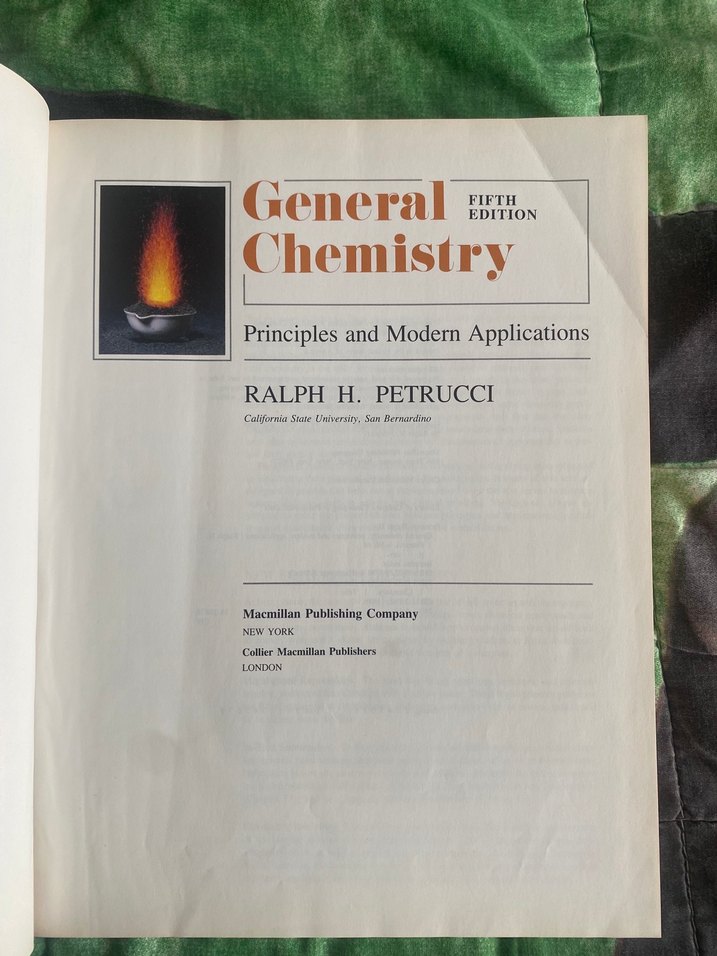 General
Chemistry
FIFTH
EDITION
Principles and Modern Applications
RALPH H. PETRUCCI
California State University, San Bernardino
Macmillan Publishing Company
NEW YORK
Collier Macmillan Publishers
LONDON